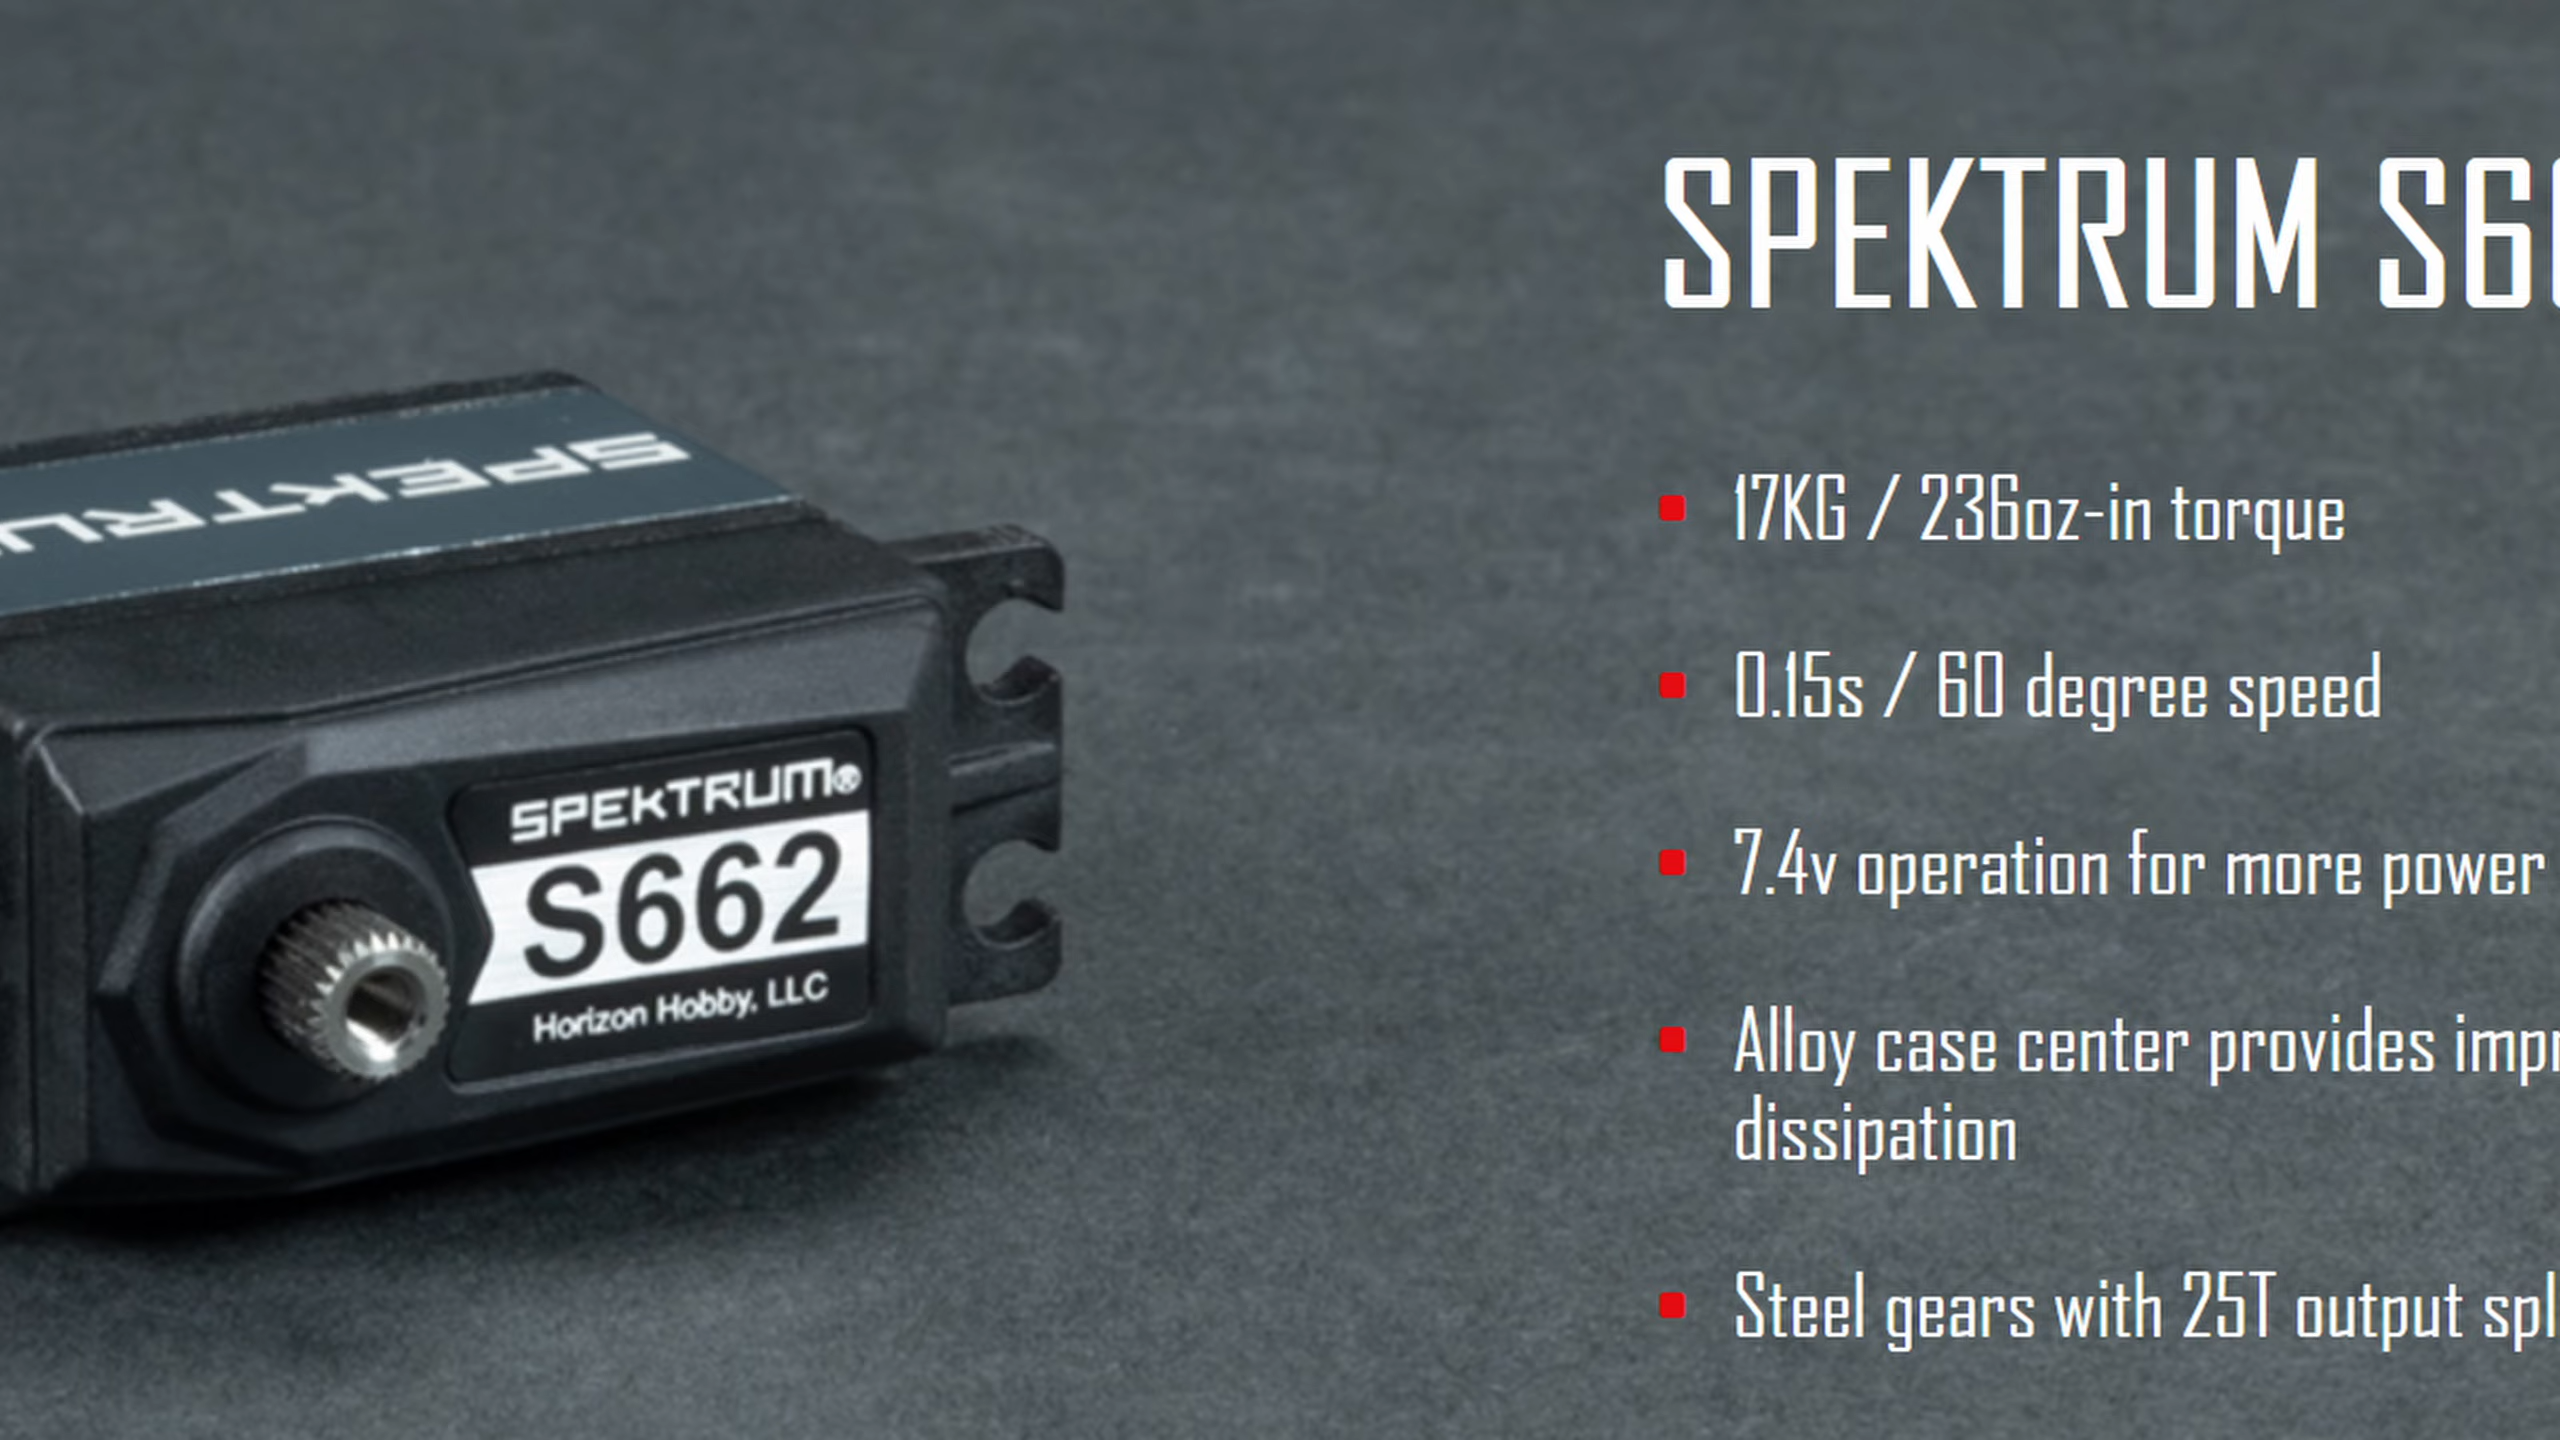 SPEKTRUM
SPEKTRUM®
S662
Horizon Hobby, LLC
SPEKTRUM
17KG / 236oz-in torque
0.15s / 60 degree speed
7.4v operation for more power
Alloy case center provides
dissipation
Steel gears with 25T output